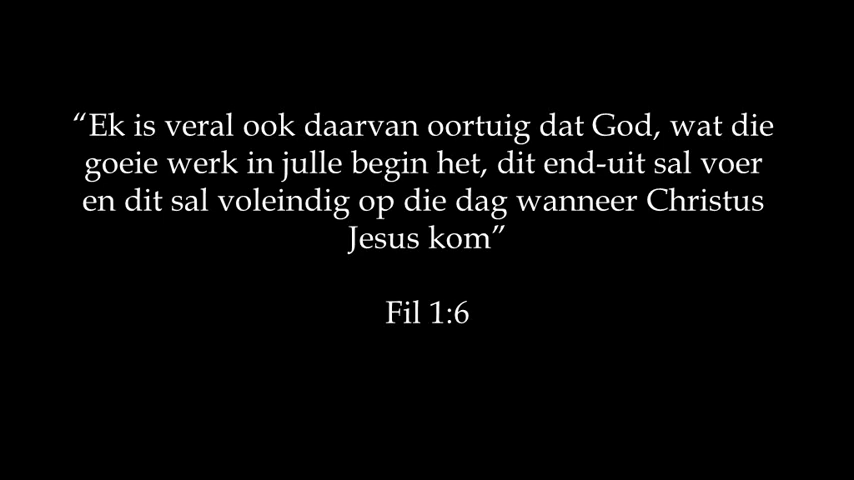 “Ek is veral ook daarvan oortuig dat God, wat die
goeie werk in julle begin het, dit end-uit sal voer
en dit sal voleindig op die dag wanneer Christus
Jesus kom”
Fil 1:6